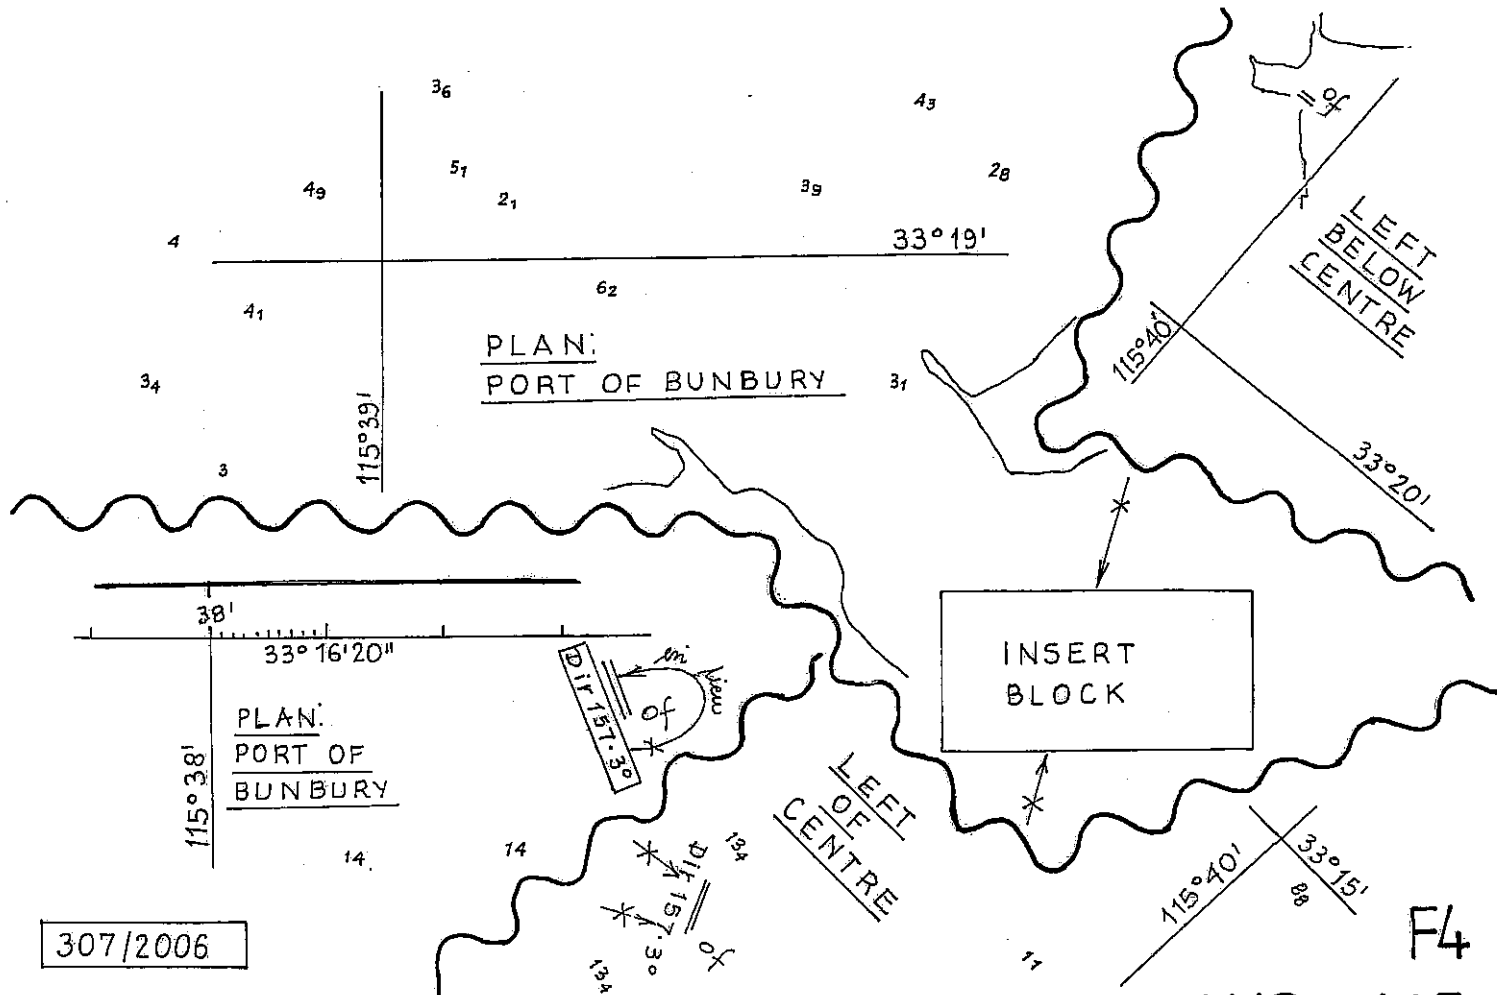 3₆
4₃
5₁
4₉
2₁
3₉
2₈
4
33°19'
6₂
4₁
PLAN:
PORT OF BUNBURY
3₄
3₁
115°39'
3
= of
LEFT
BELOW
CENTRE
115°40'
33°20'
38'
33°16'20"
PLAN:
PORT OF
BUNBURY
115°38'
Dir 157·3°
of
in view
14
14
INSERT
BLOCK
LEFT
OF
CENTRE
13₄
Dir 157·3°
of
13₄
11
115°40'
33°15'
8₈
307/2006
F4